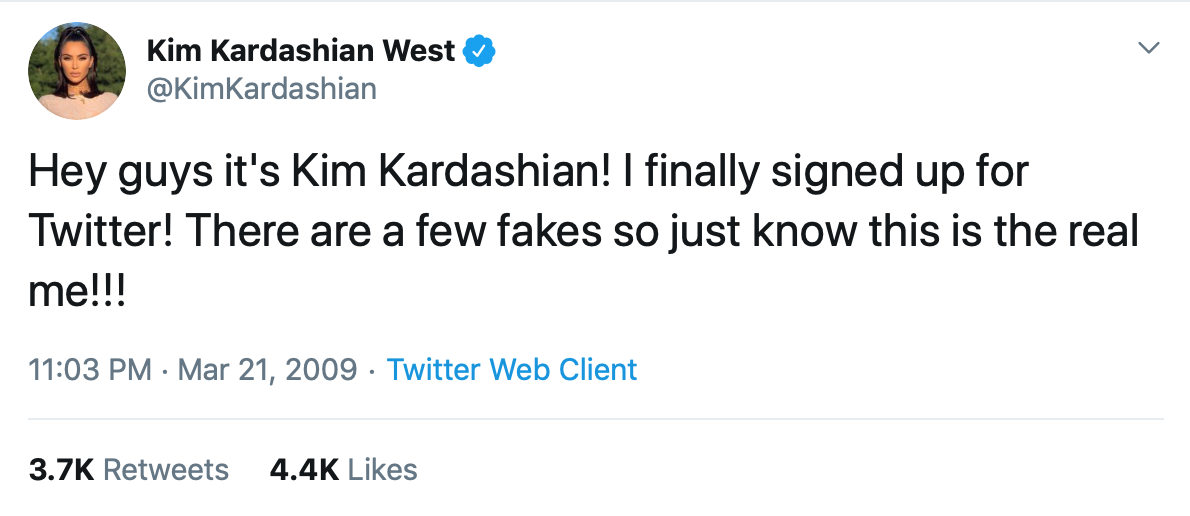 Kim Kardashian West
@KimKardashian
Hey guys it's Kim Kardashian! I finally signed up for
Twitter! There are a few fakes so just know this is the real
me!!!
11:03 PM · Mar 21, 2009 · Twitter Web Client
3.7K Retweets 4.4K Likes